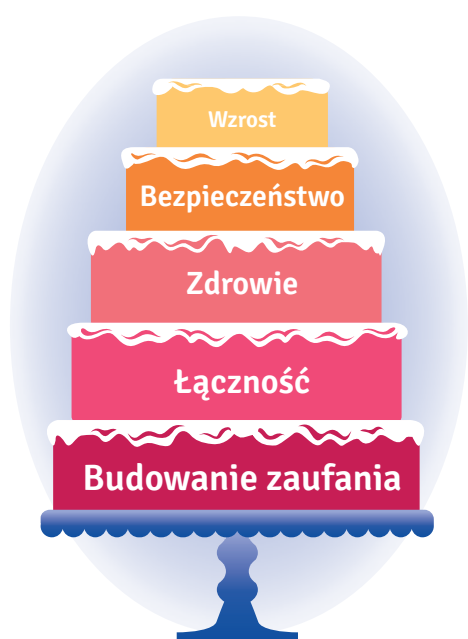 Wzrost
Bezpieczeństwo
Zdrowie
Łączność
Budowanie zaufania